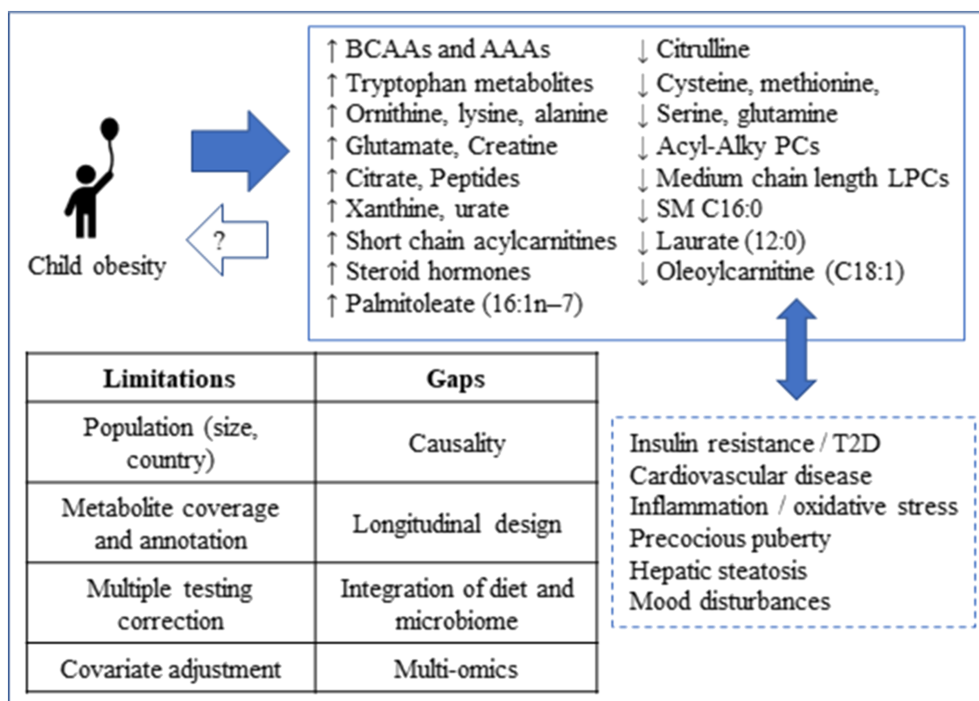 ↑ BCAAs and AAAs
↑ Tryptophan metabolites
↑ Ornithine, lysine, alanine
↑ Glutamate, Creatine
↑ Citrate, Peptides
↑ Xanthine, urate
↑ Short chain acylcarnitines
↑ Steroid hormones
↑ Palmitoleate (16:1n–7)
↓ Citrulline
↓ Cysteine, methionine,
↓ Serine, glutamine
↓ Acyl-Alky PCs
↓ Medium chain length LPCs
↓ SM C16:0
↓ Laurate (12:0)
↓ Oleoylcarnitine (C18:1)
?
Child obesity
Limitations
Gaps
Population (size,
country)
Causality
Metabolite coverage
and annotation
Longitudinal design
Multiple testing
correction
Integration of diet and
microbiome
Covariate adjustment
Multi-omics
Insulin resistance / T2D
Cardiovascular disease
Inflammation / oxidative stress
Precocious puberty
Hepatic steatosis
Mood disturbances